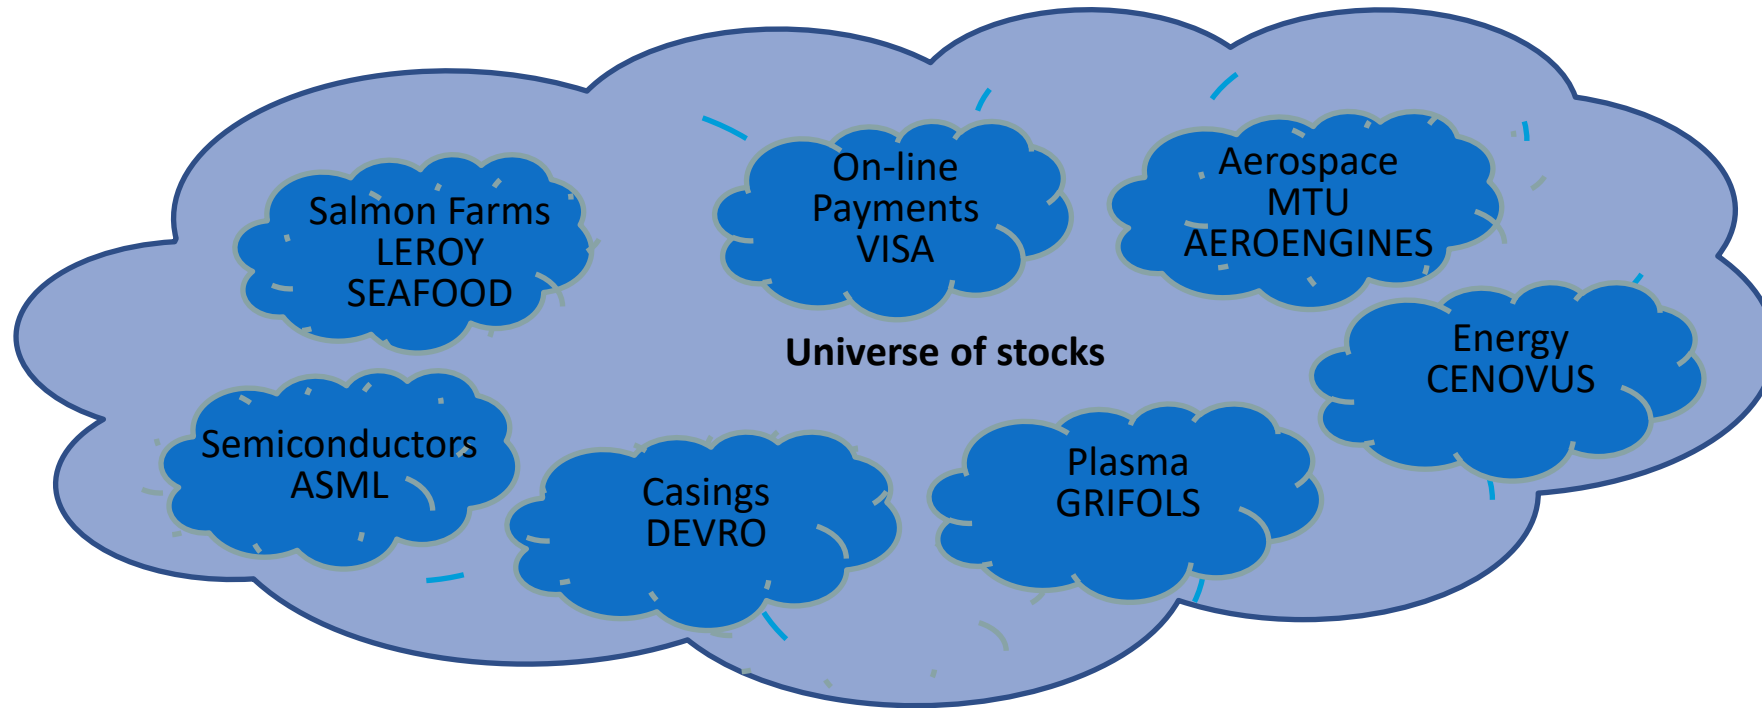 Salmon Farms
LEROY
SEAFOOD
On-line
Payments
VISA
Aerospace
MTU
AEROENGINES
Universe of stocks
Energy
CENOVUS
Semiconductors
ASML
Casings
DEVRO
Plasma
GRIFOLS